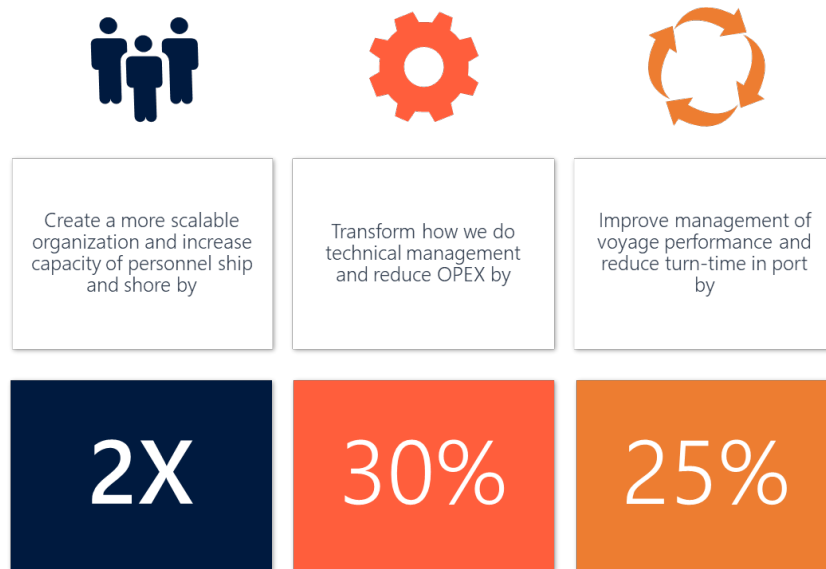 Create a more scalable
organization and increase
capacity of personnel ship
and shore by
Transform how we do
technical management
and reduce OPEX by
Improve management of
voyage performance and
reduce turn-time in port
by
2X
30%
25%